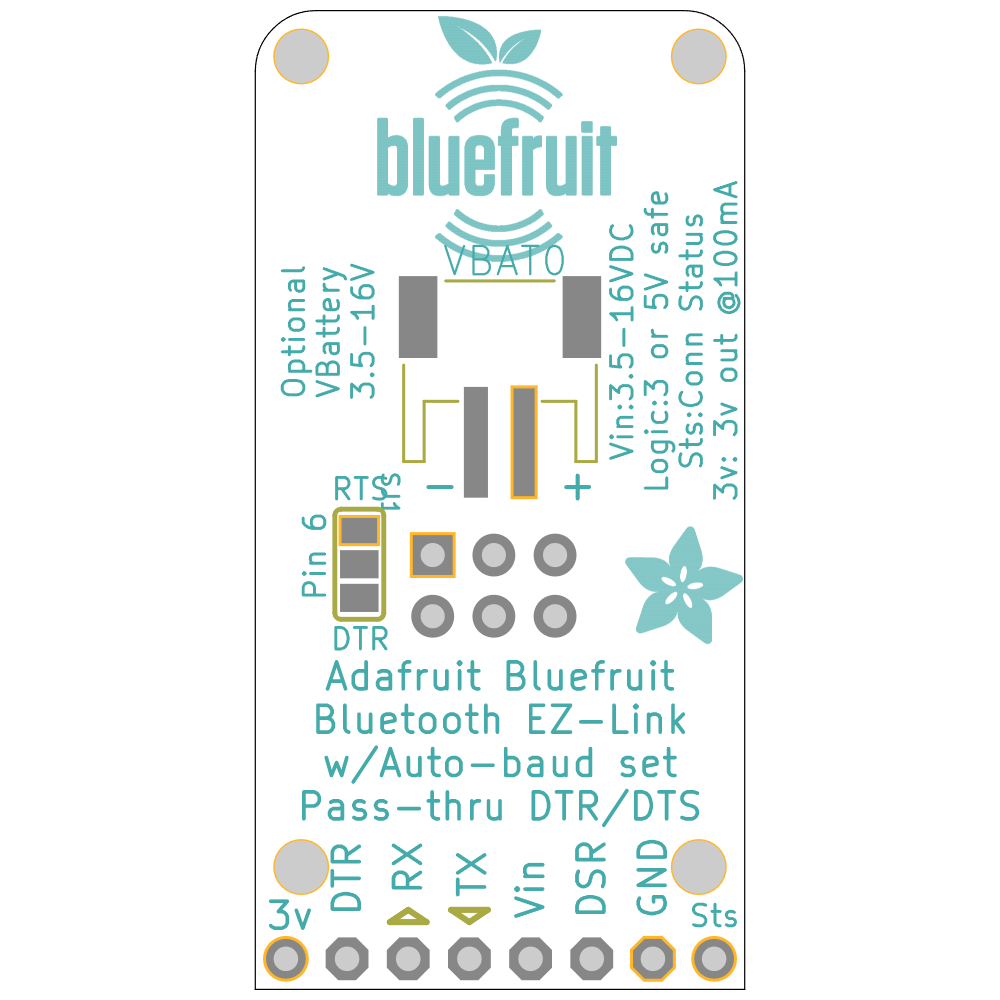 bluefruit
VBAT0
Optional
VBattery
3.5-16V
Vin:3.5-16VDC
Logic:3 or 5V safe
Sts:Conn Status
3v: 3v out @100mA
RTS
- +
Pin 6
DTR
Adafruit Bluefruit
Bluetooth EZ-Link
w/Auto-baud set
Pass-thru DTR/DTS
DTR RX TX Vin DSR GND
3v Sts